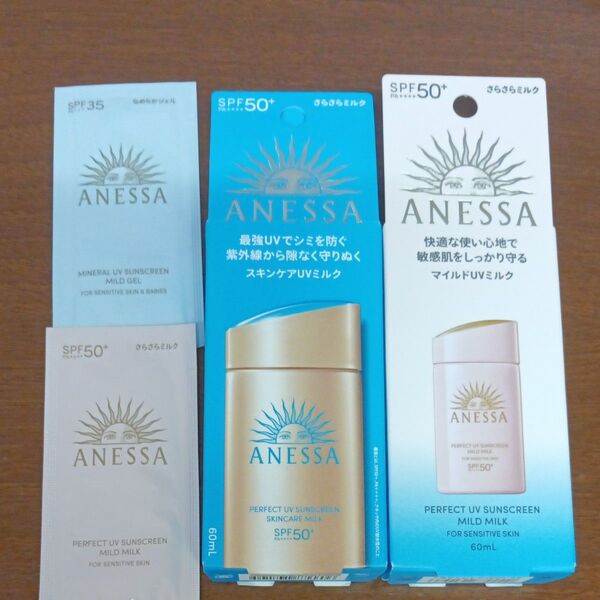 SPF35
なめらかジェル
ANESSA
MINERAL UV SUNSCREEN
MILD GEL
FOR SENSITIVE SKIN & BABIES
SPF50+
PA++++
さらさらミルク
ANESSA
PERFECT UV SUNSCREEN
MILD MILK
FOR SENSITIVE SKIN
SPF50+
PA++++
さらさらミルク
ANESSA
最強UVでシミを防ぐ
紫外線から隙なく守りぬく
スキンケアUVミルク
ANESSA
PERFECT UV SUNSCREEN
SKINCARE MILK
SPF50+
PA++++
60mL
SPF50+
PA++++
さらさらミルク
ANESSA
快適な使い心地で
敏感肌をしっかり守る
マイルドUVミルク
ANESSA
PERFECT UV SUNSCREEN
MILD MILK
FOR SENSITIVE SKIN
SPF50+
PERFECT UV SUNSCREEN
MILD MILK
FOR SENSITIVE SKIN
60mL